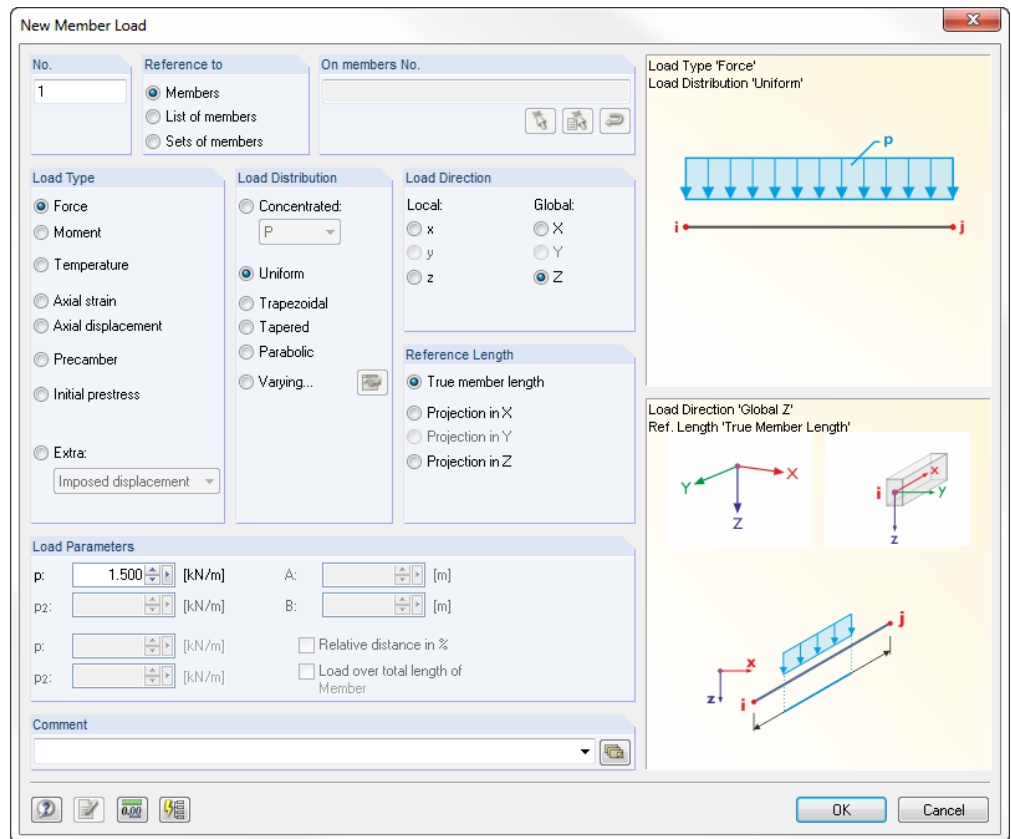 New Member Load
No.
1
Reference to
Members
List of members
Sets of members
On members No.
Load Type
Force
Moment
Temperature
Axial strain
Axial displacement
Precamber
Initial prestress
Extra:
Imposed displacement
Load Distribution
Concentrated:
P
Uniform
Trapezoidal
Tapered
Parabolic
Varying...
Load Direction
Local:
x
y
z
Global:
X
Y
Z
Reference Length
True member length
Projection in X
Projection in Y
Projection in Z
Load Parameters
p: 1.500 [kN/m] A: [m]
p2: [kN/m] B: [m]
p: [kN/m] Relative distance in %
p2: [kN/m] Load over total length of
Member
Comment
Load Type 'Force'
Load Distribution 'Uniform'
p
i j
Load Direction 'Global Z'
Ref. Length 'True Member Length'
Y X
Z
x
i y
z
j
x
z i
0.00
OK Cancel